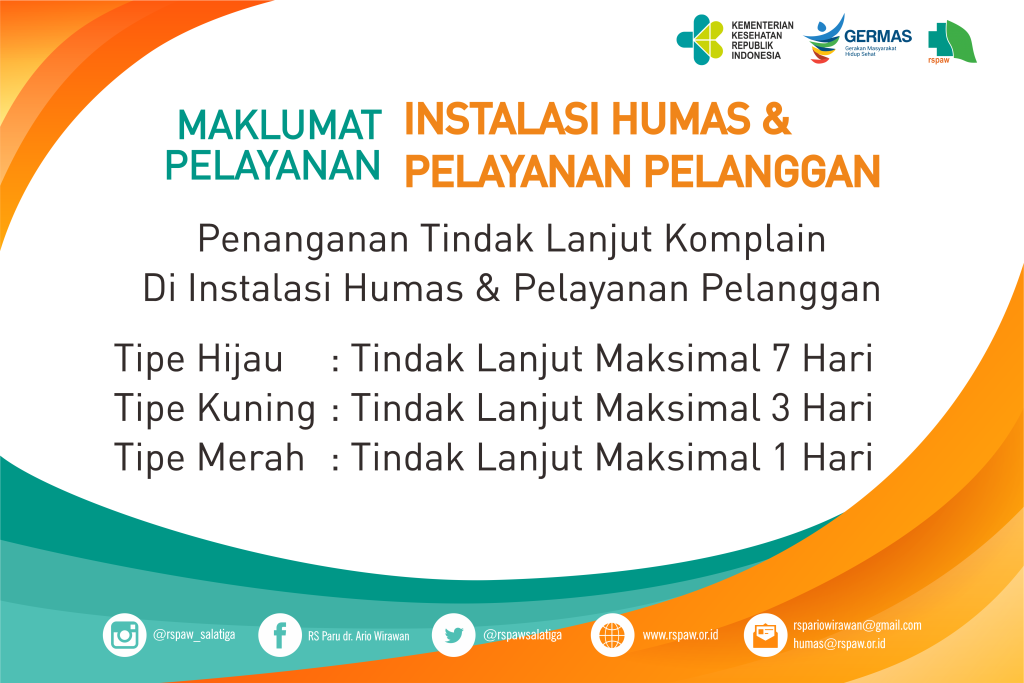 KEMENTERIAN
KESEHATAN
REPUBLIK
INDONESIA
GERMAS
Gerakan Masyarakat
Hidup Sehat
rspaw
MAKLUMAT
PELAYANAN
INSTALASI HUMAS &
PELAYANAN PELANGGAN
Penanganan Tindak Lanjut Komplain
Di Instalasi Humas & Pelayanan Pelanggan
Tipe Hijau : Tindak Lanjut Maksimal 7 Hari
Tipe Kuning : Tindak Lanjut Maksimal 3 Hari
Tipe Merah : Tindak Lanjut Maksimal 1 Hari
@rspaw_salatiga
RS Paru dr. Ario Wirawan
@rspawsalatiga
www.rspaw.or.id
rspariowirawan@gmail.com
humas@rspaw.or.id